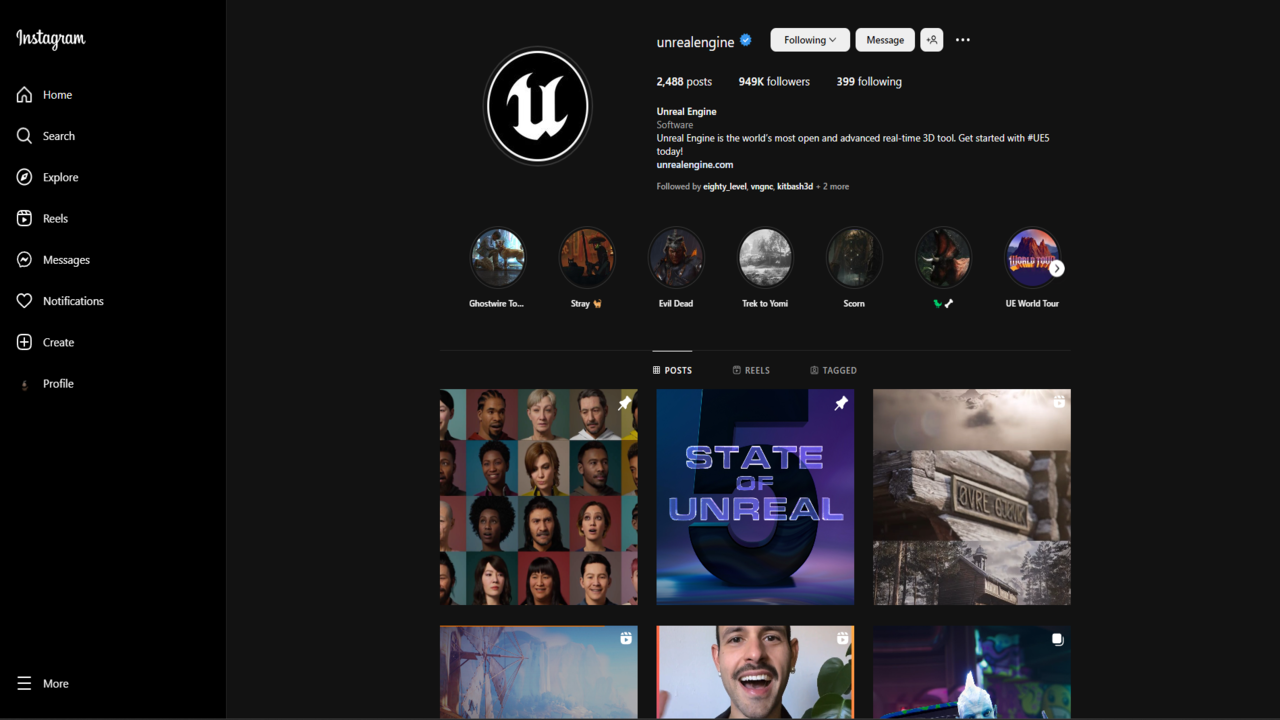 Instagram
Home
Search
Explore
Reels
Messages
Notifications
Create
Profile
More
unrealengine
Following
Message
2,488 posts 949K followers 399 following
Unreal Engine
Software
Unreal Engine is the world's most open and advanced real-time 3D tool. Get started with #UE5
today!
unrealengine.com
Followed by eighty_level, vngnc, kitbash3d + 2 more
WORLD TOUR
Ghostwire To...
Stray 🐈
Evil Dead
Trek to Yomi
Scorn
🦖🦴
UE World Tour
POSTS
REELS
TAGGED
5
STATE
OF
UNREAL
ØVRE